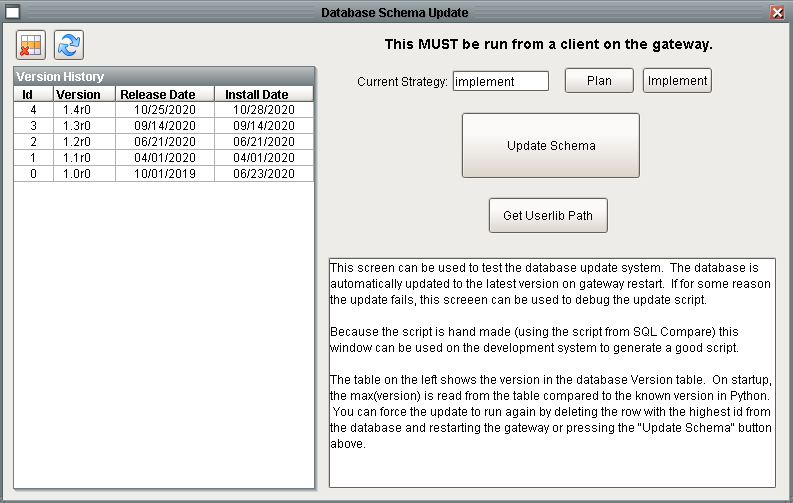 Database Schema Update
This MUST be run from a client on the gateway.
Version History
Id Version Release Date Install Date
4 1.4r0 10/25/2020 10/28/2020
3 1.3r0 09/14/2020 09/14/2020
2 1.2r0 06/21/2020 06/21/2020
1 1.1r0 04/01/2020 04/01/2020
0 1.0r0 10/01/2019 06/23/2020
Current Strategy: implement Plan Implement
Update Schema
Get Userlib Path
This screen can be used to test the database update system. The database is
automatically updated to the latest version on gateway restart. If for some reason
the update fails, this screeen can be used to debug the update script.
Because the script is hand made (using the script from SQL Compare) this
window can be used on the development system to generate a good script.
The table on the left shows the version in the database Version table. On startup,
the max(version) is read from the table compared to the known version in Python.
You can force the update to run again by deleting the row with the highest id from
the database and restarting the gateway or pressing the "Update Schema" button
above.